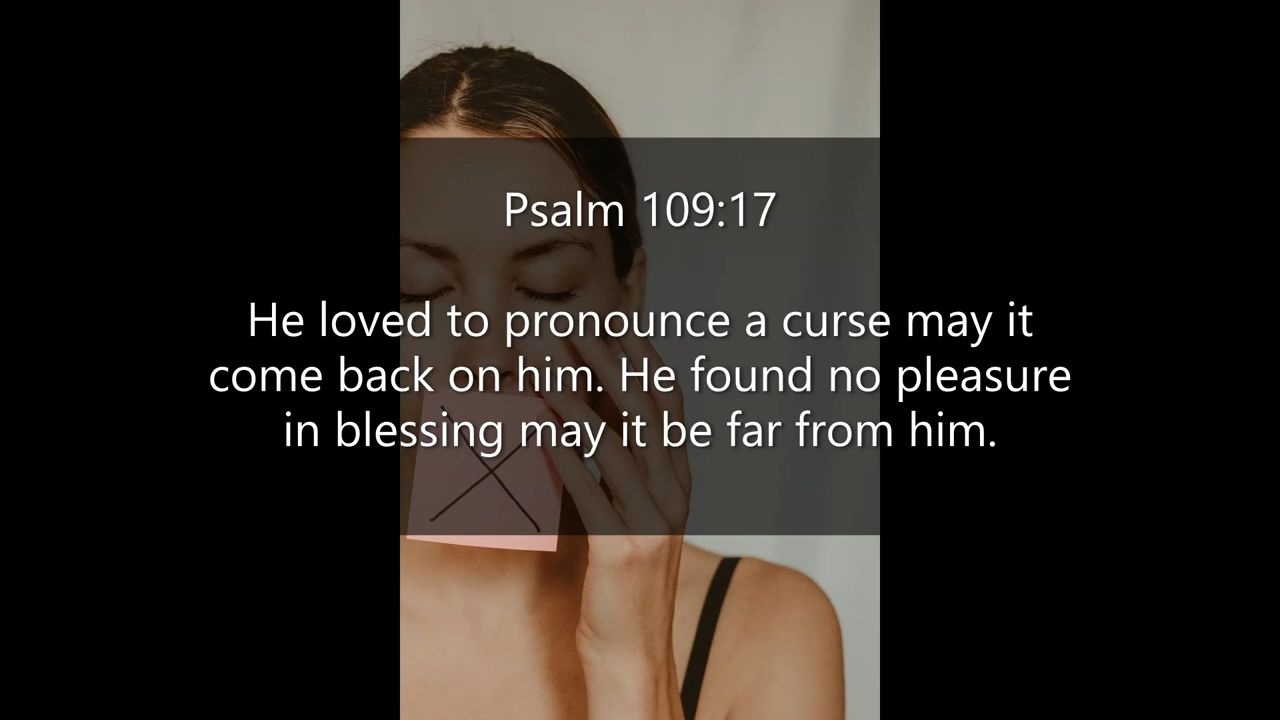 Psalm 109:17
He loved to pronounce a curse may it
come back on him. He found no pleasure
in blessing may it be far from him.